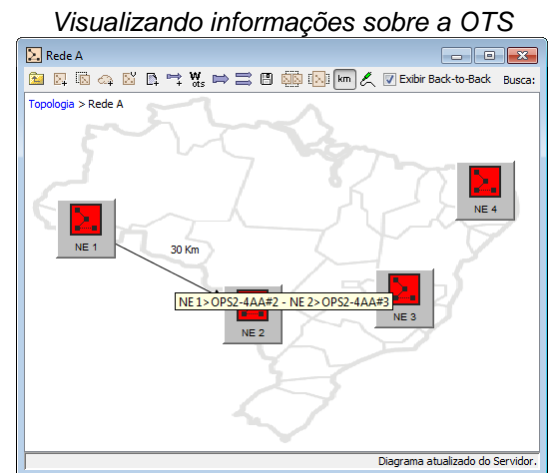 Visualizando informações sobre a OTS
Rede A
W ots km Exibir Back-to-Back Busca:
Topologia > Rede A
NE 4
NE 1
30 Km
NE 1>OPS2-4AA#2 - NE 2>OPS2-4AA#3
NE 3
NE 2
Diagrama atualizado do Servidor.